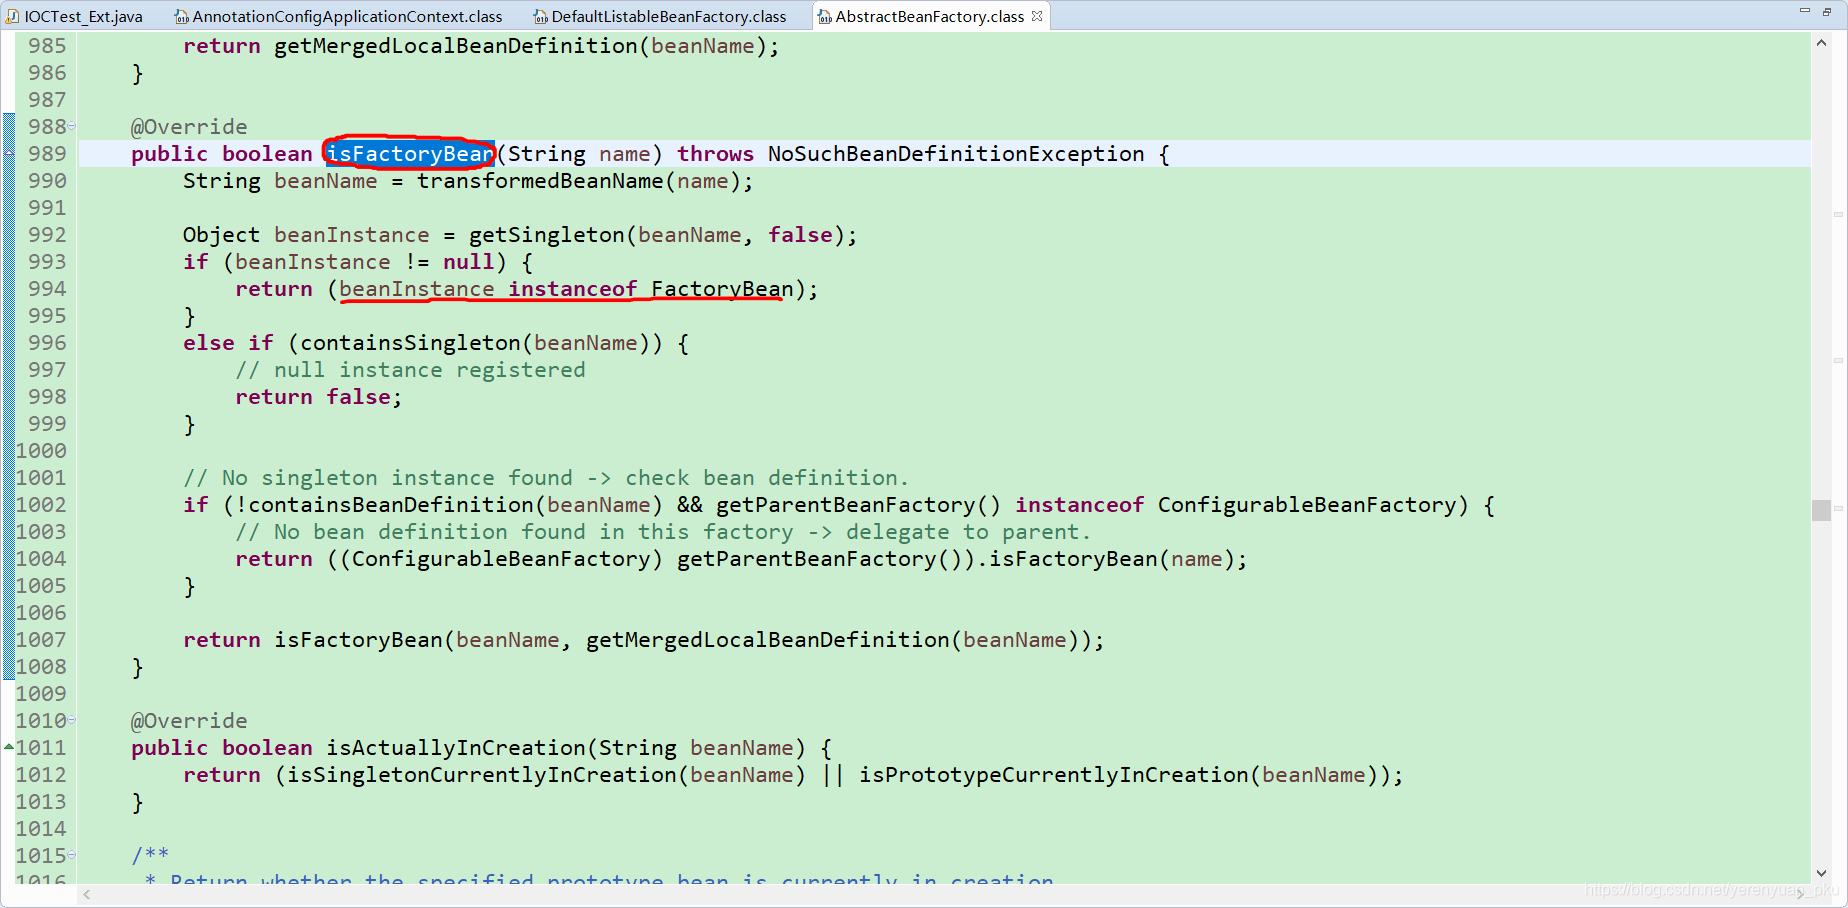 IOCTest_Ext.java AnnotationConfigApplicationContext.class DefaultListableBeanFactory.class AbstractBeanFactory.class
985 return getMergedLocalBeanDefinition(beanName);
986 }
987
988 @Override
989 public boolean isFactoryBean(String name) throws NoSuchBeanDefinitionException {
990 String beanName = transformedBeanName(name);
991
992 Object beanInstance = getSingleton(beanName, false);
993 if (beanInstance != null) {
994 return (beanInstance instanceof FactoryBean);
995 }
996 else if (containsSingleton(beanName)) {
997 // null instance registered
998 return false;
999 }
1000
1001 // No singleton instance found -> check bean definition.
1002 if (!containsBeanDefinition(beanName) && getParentBeanFactory() instanceof ConfigurableBeanFactory) {
1003 // No bean definition found in this factory -> delegate to parent.
1004 return ((ConfigurableBeanFactory) getParentBeanFactory()).isFactoryBean(name);
1005 }
1006
1007 return isFactoryBean(beanName, getMergedLocalBeanDefinition(beanName));
1008 }
1009
1010 @Override
1011 public boolean isActuallyInCreation(String beanName) {
1012 return (isSingletonCurrentlyInCreation(beanName) || isPrototypeCurrentlyInCreation(beanName));
1013 }
1014
1015 /**
1016 * Return whether the specified prototype bean is currently in creation
https://blog.csdn.net/yerenyuan_pku